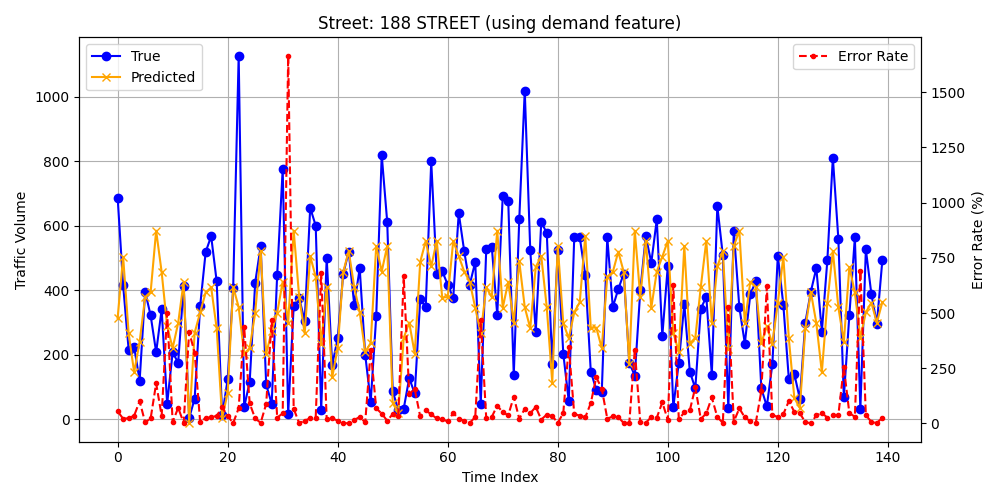 Street: 188 STREET (using demand feature)
True
Predicted
Error Rate
Traffic Volume
1000
800
600
400
200
0
1500
1250
1000
750
500
250
0
Error Rate (%)
0 20 40 60 80 100 120 140
Time Index